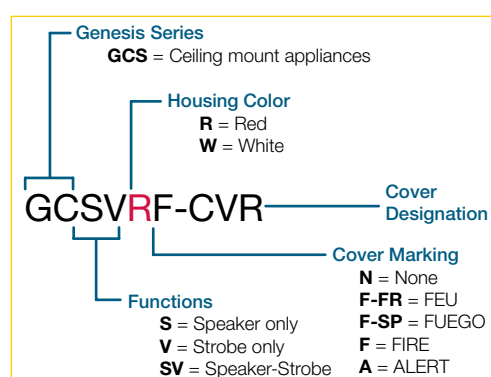 Genesis Series
GCS = Ceiling mount appliances
Housing Color
R = Red
W = White
GCSVRF-CVR
Cover
Designation
Cover Marking
N = None
F-FR = FEU
F-SP = FUEGO
F = FIRE
A = ALERT
Functions
S = Speaker only
V = Strobe only
SV = Speaker-Strobe